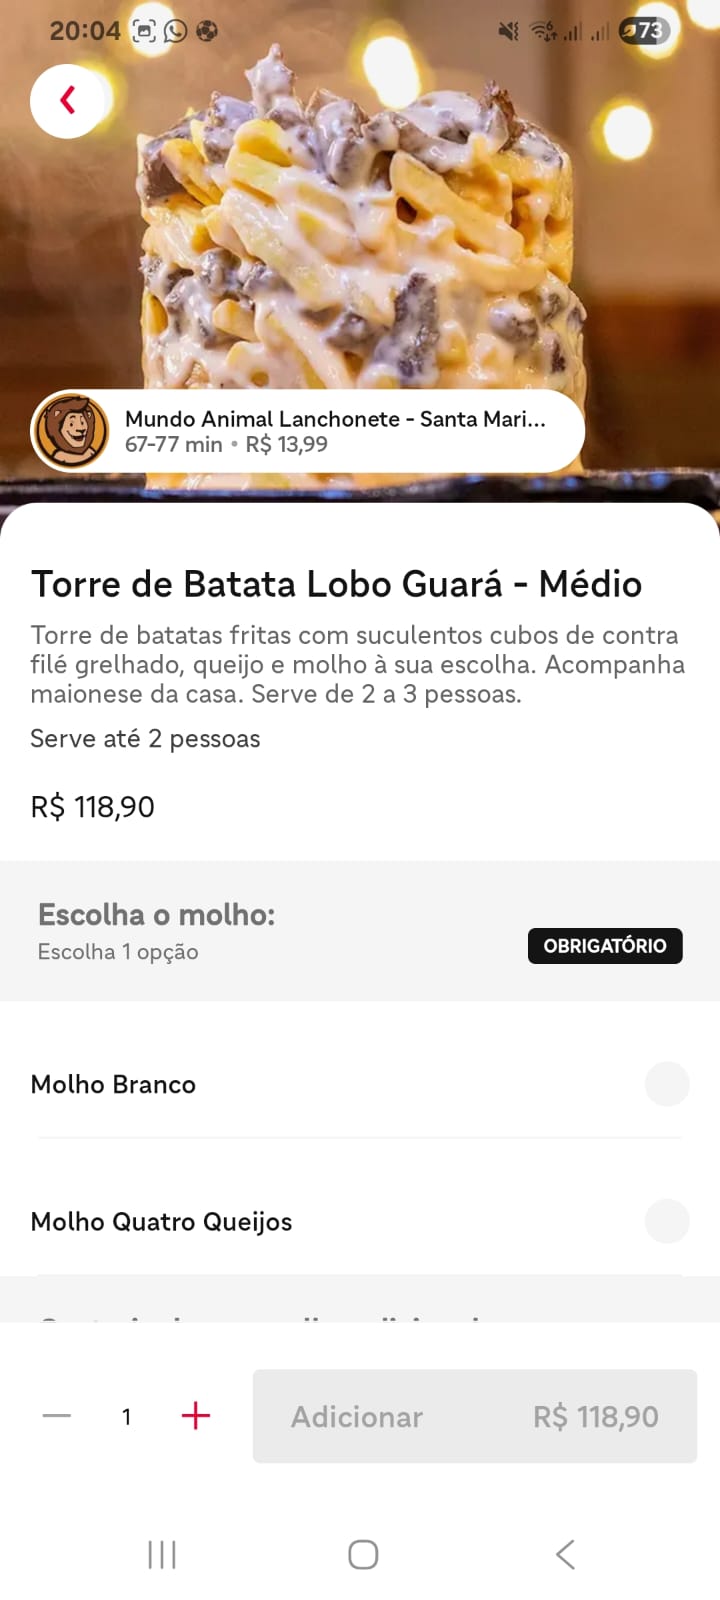 20:04
73
Mundo Animal Lanchonete - Santa Mari...
67-77 min • R$ 13,99
Torre de Batata Lobo Guará - Médio
Torre de batatas fritas com suculentos cubos de contra
filé grelhado, queijo e molho à sua escolha. Acompanha
maionese da casa. Serve de 2 a 3 pessoas.
Serve até 2 pessoas
R$ 118,90
Escolha o molho:
Escolha 1 opção
OBRIGATÓRIO
Molho Branco
Molho Quatro Queijos
1
Adicionar R$ 118,90